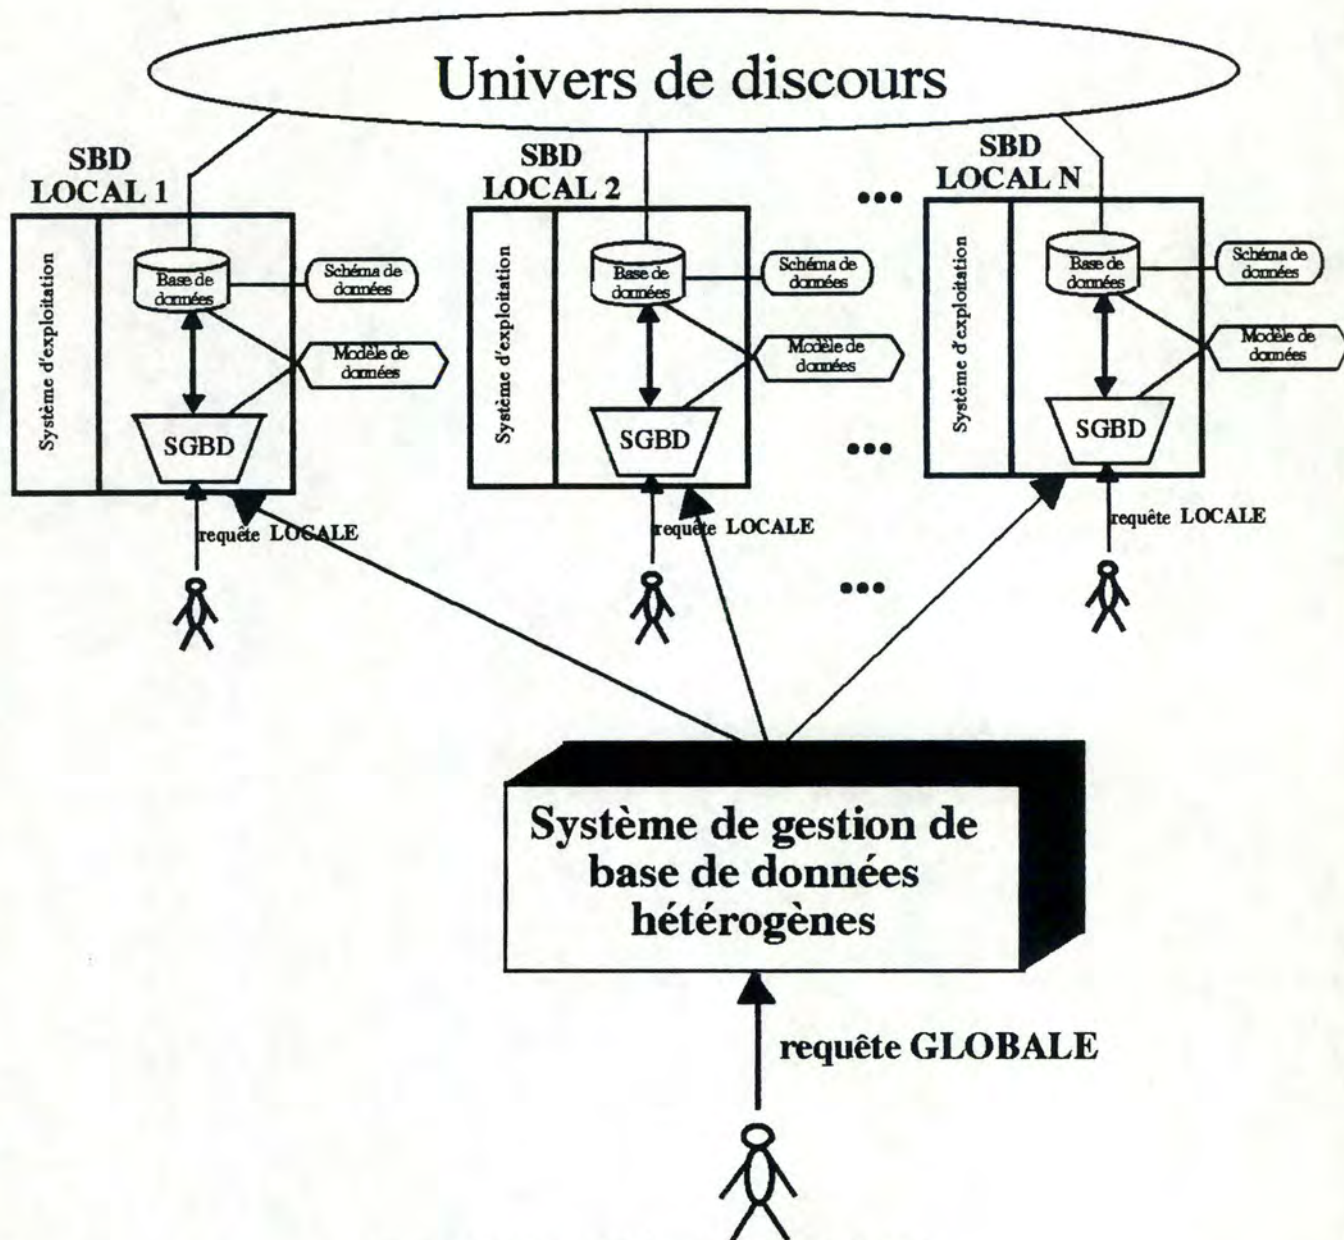 Univers de discours
SBD
LOCAL 1
Système d'exploitation
Base de
données
Schéma de
données
Modèle de
données
SGBD
requête LOCALE
SBD
LOCAL 2
Système d'exploitation
Base de
données
Schéma de
données
Modèle de
données
SGBD
requête LOCALE
•••
•••
•••
SBD
LOCAL N
Système d'exploitation
Base de
données
Schéma de
données
Modèle de
données
SGBD
requête LOCALE
Système de gestion de
base de données
hétérogènes
requête GLOBALE